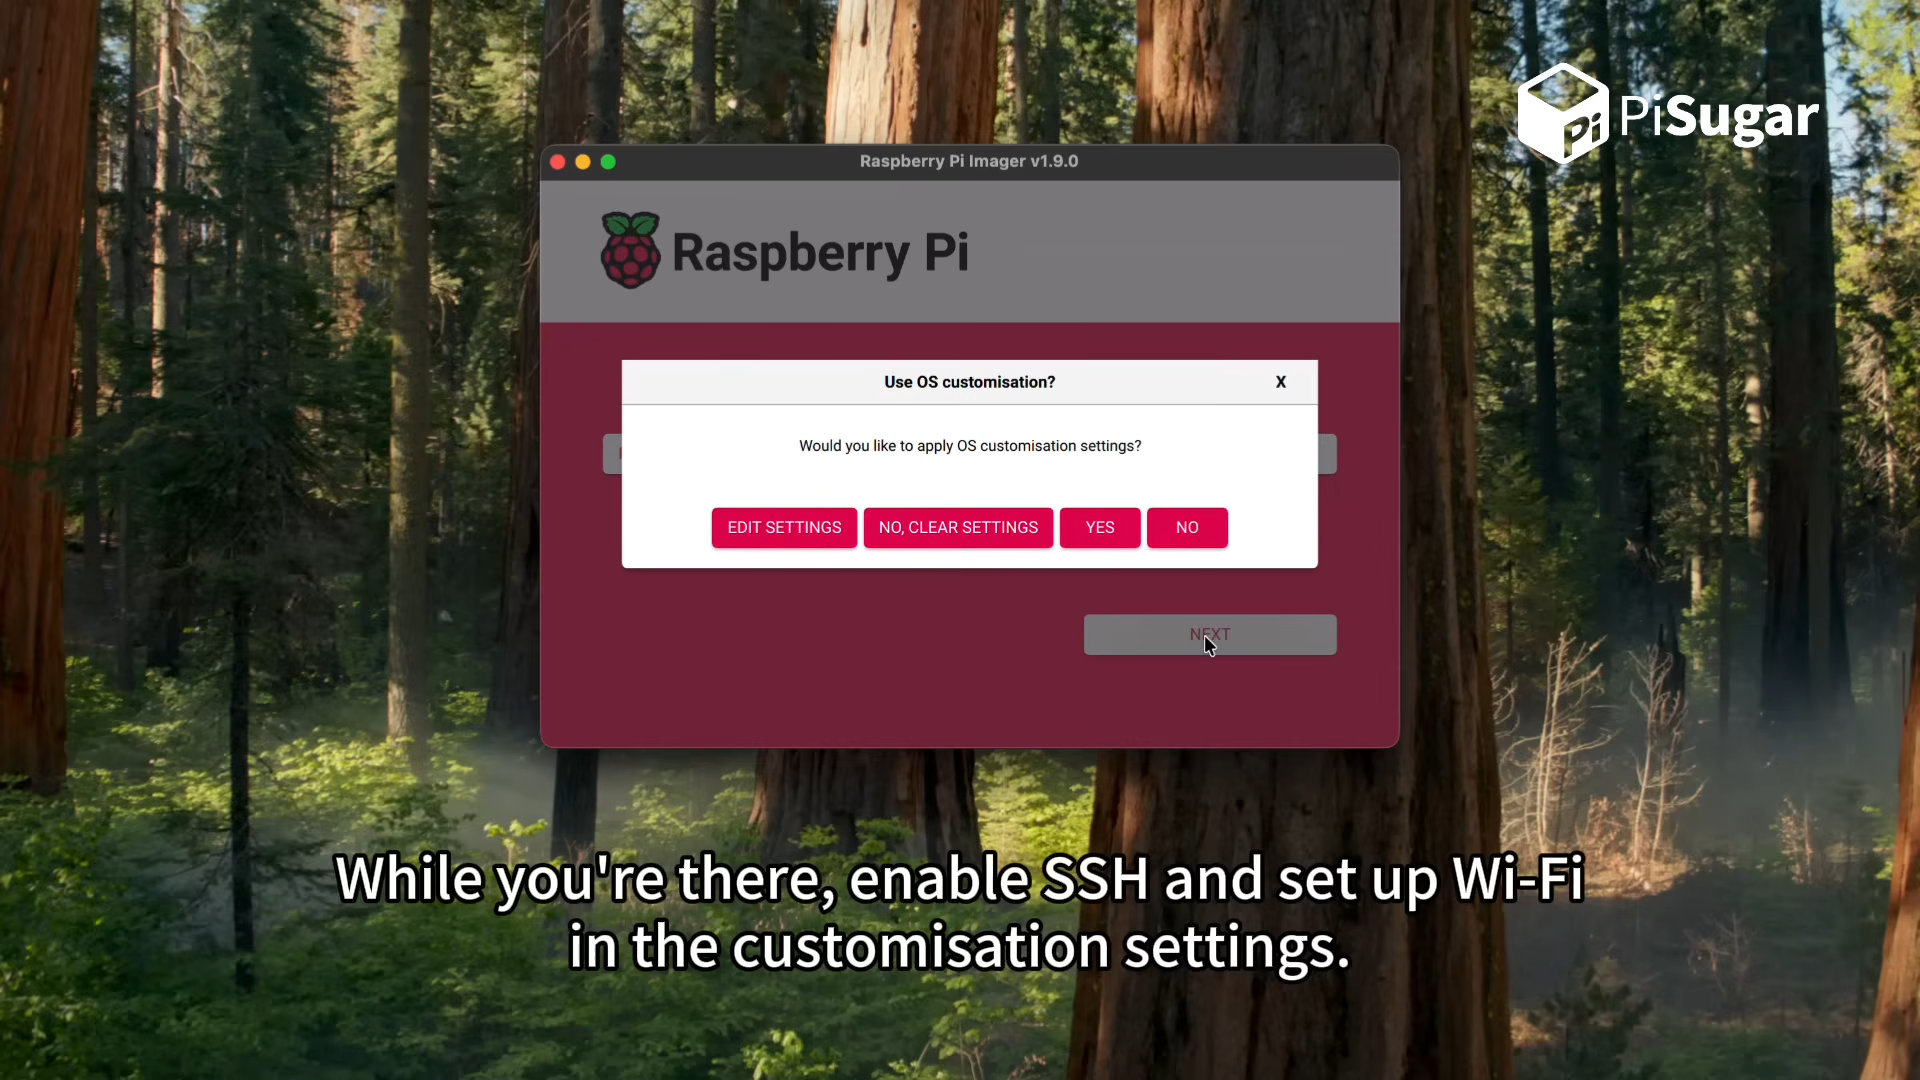 PiSugar
Raspberry Pi Imager v1.9.0
Raspberry Pi
Use OS customisation?
X
Would you like to apply OS customisation settings?
EDIT SETTINGS
NO, CLEAR SETTINGS
YES
NO
NEXT
While you're there, enable SSH and set up Wi-Fi
in the customisation settings.